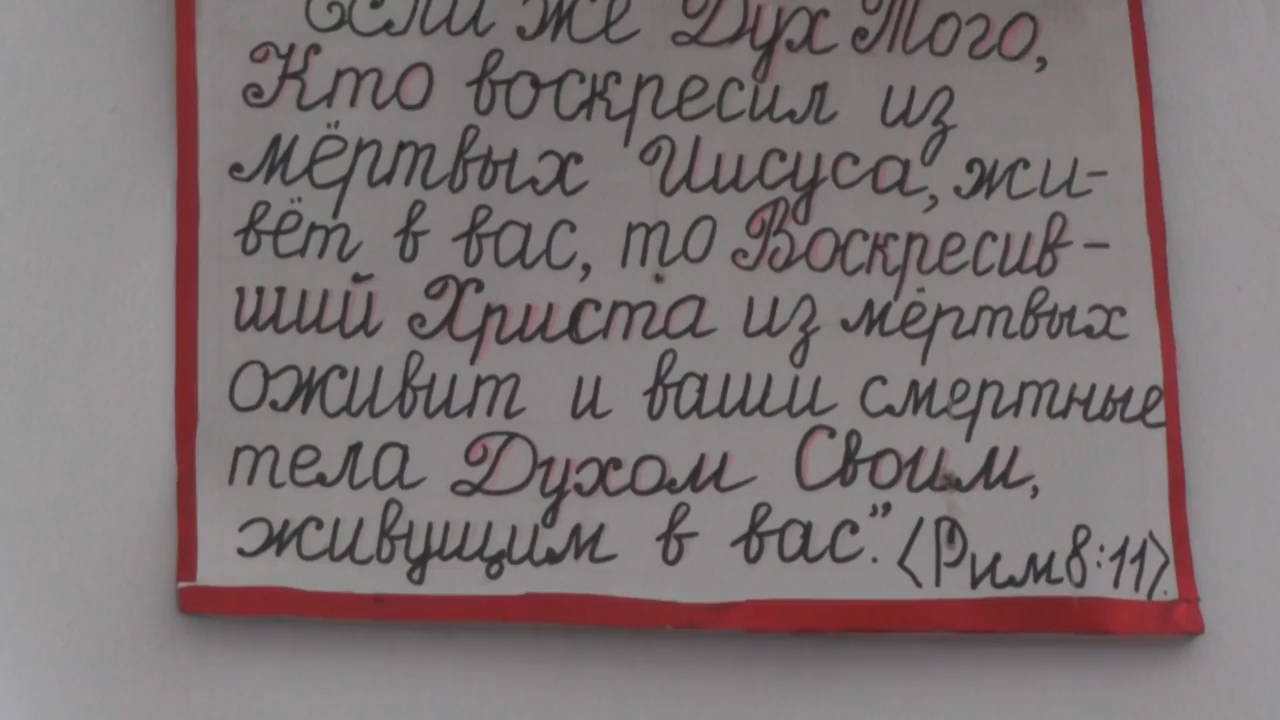 Если же Дух Того,
Кто воскресил из
мёртвых Иисуса, жи-
вёт в вас, то Воскресив-
ший Христа из мёртвых
оживит и ваши смертные
тела Духом Своим,
живущим в вас". (Рим 8:11).